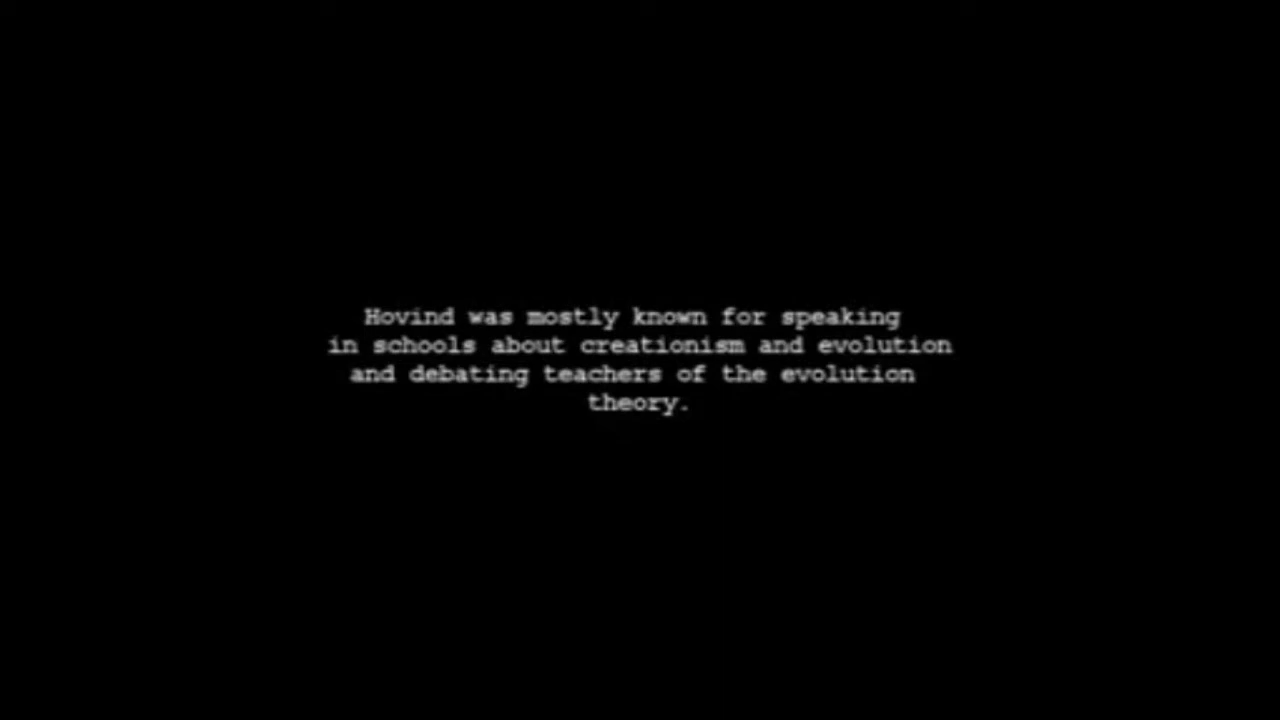 Hovind was mostly known for speaking
in schools about creationism and evolution
and debating teachers of the evolution
theory.